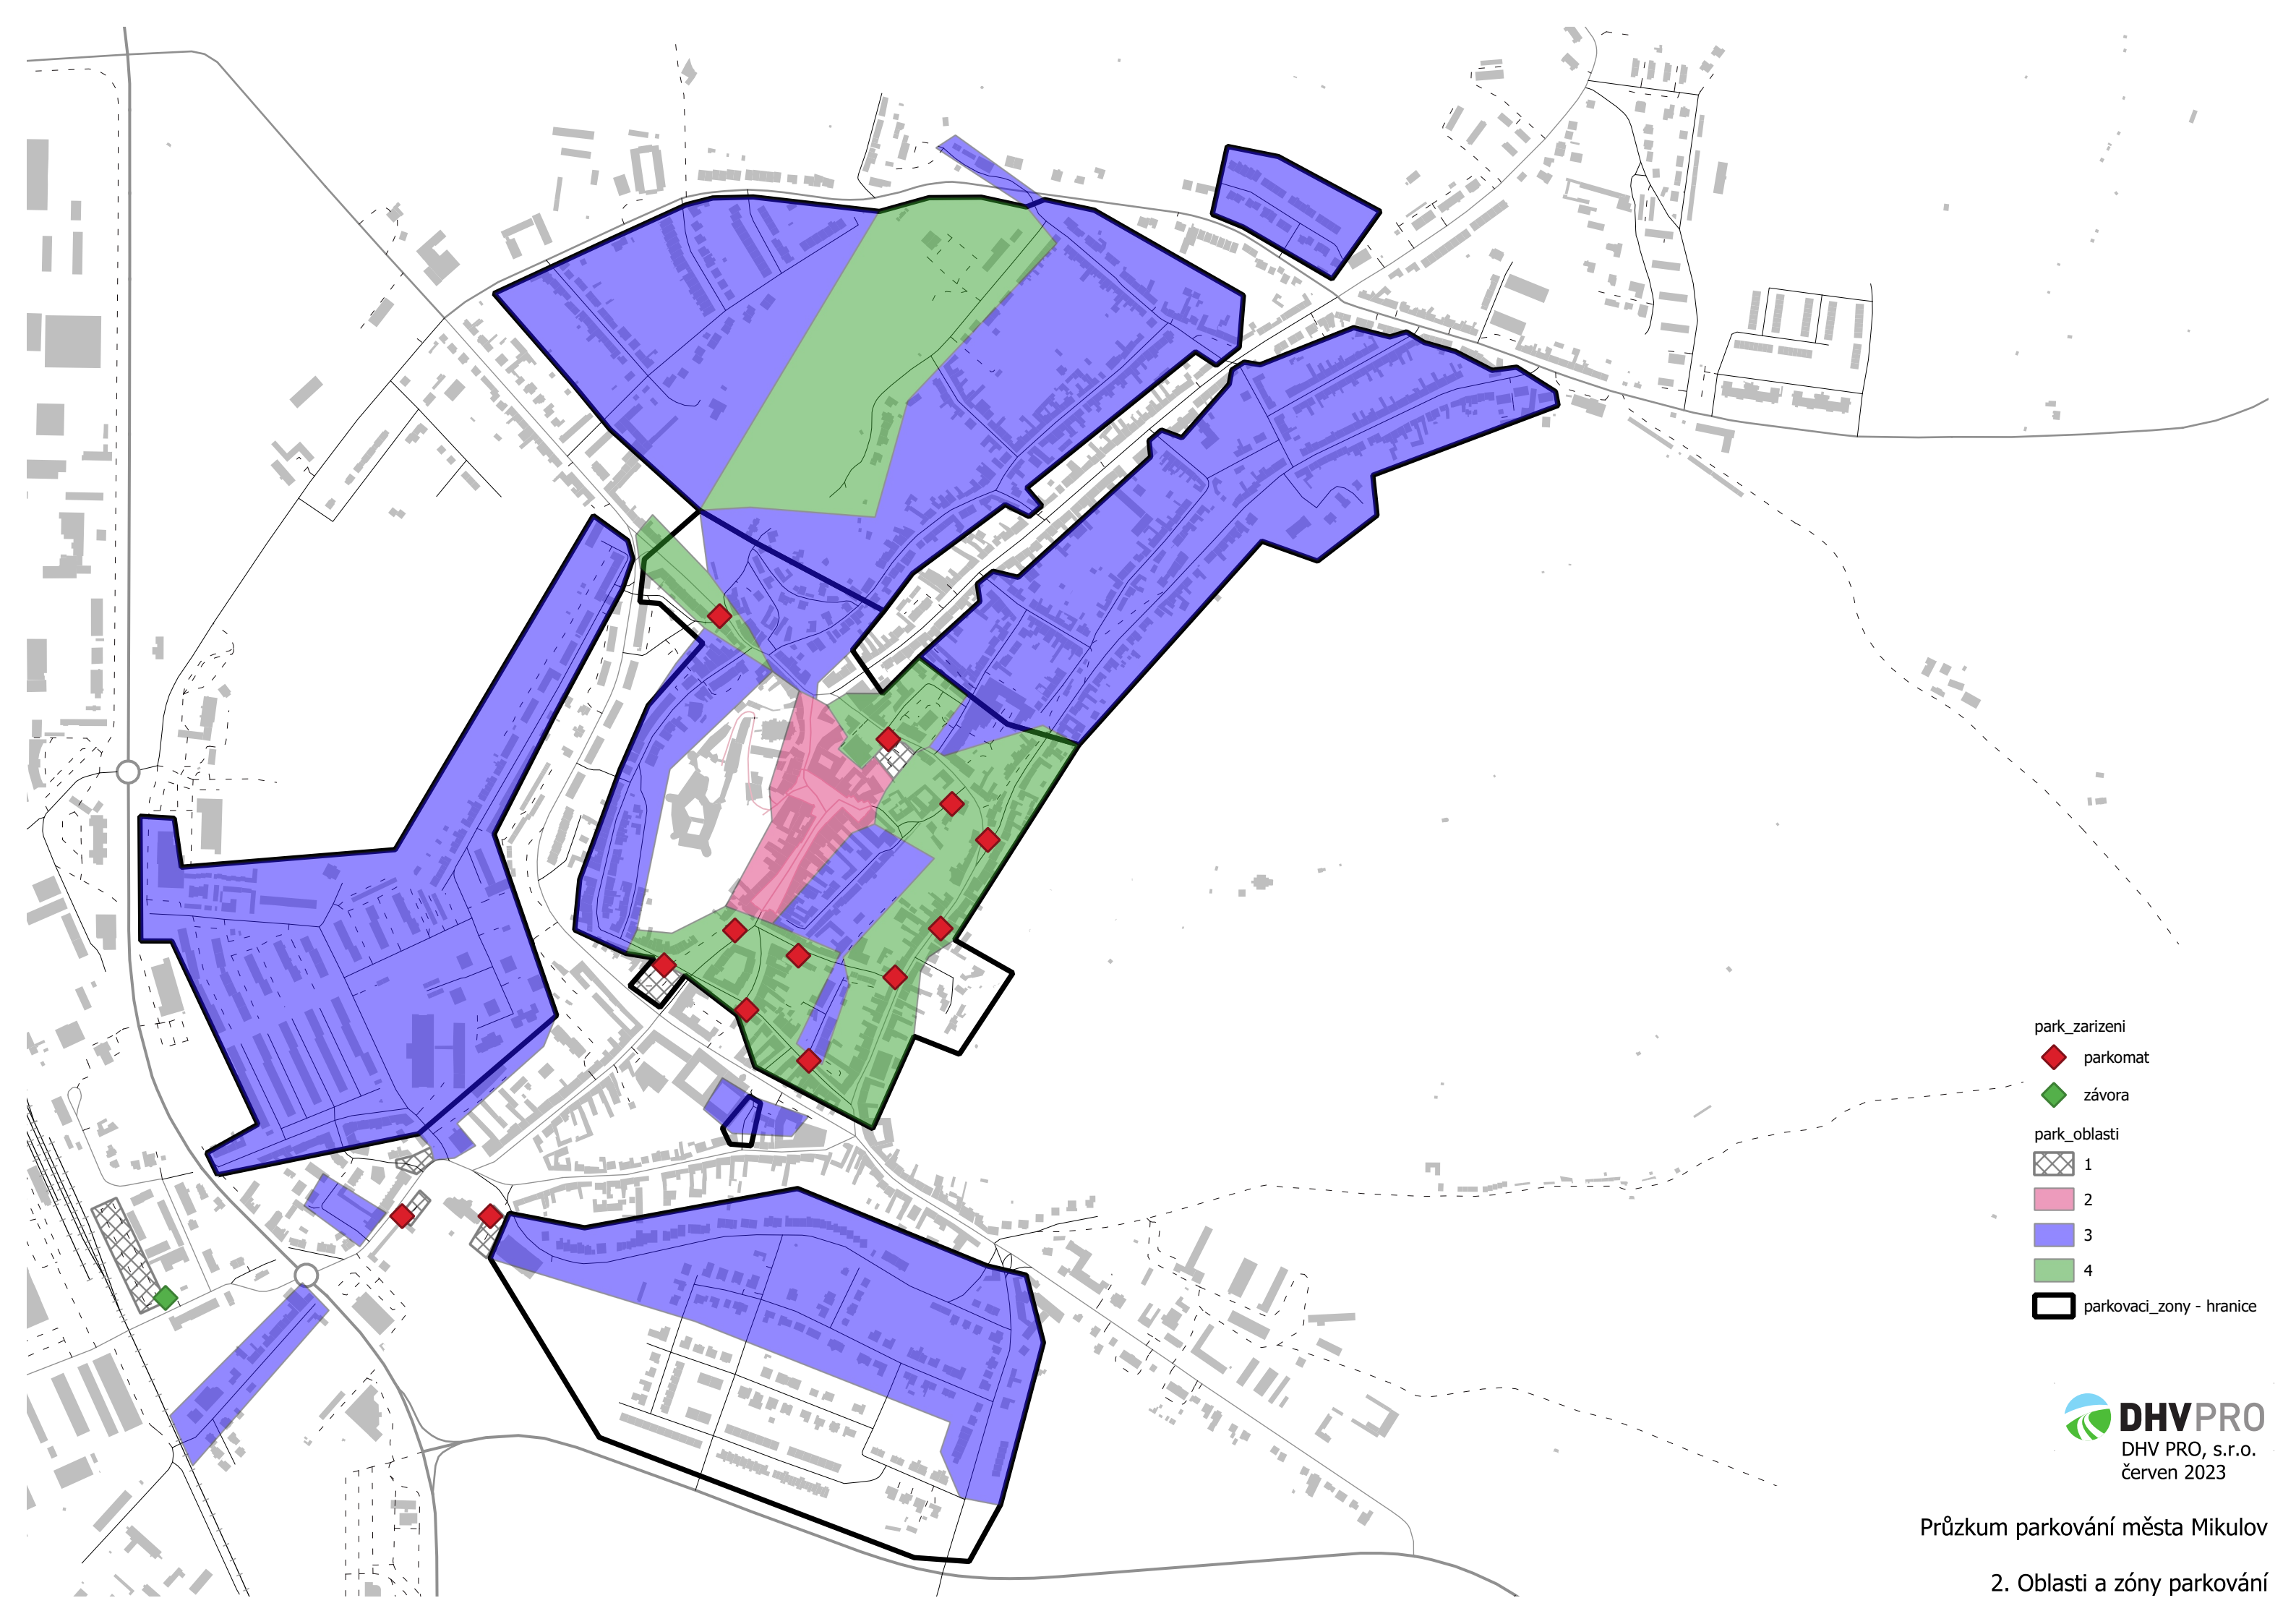 park_zarizeni
parkomat
závora
park_oblasti
1
2
3
4
parkovaci_zony - hranice
DHVPRO
DHV PRO, s.r.o.
červen 2023
Průzkum parkování města Mikulov
2. Oblasti a zóny parkování